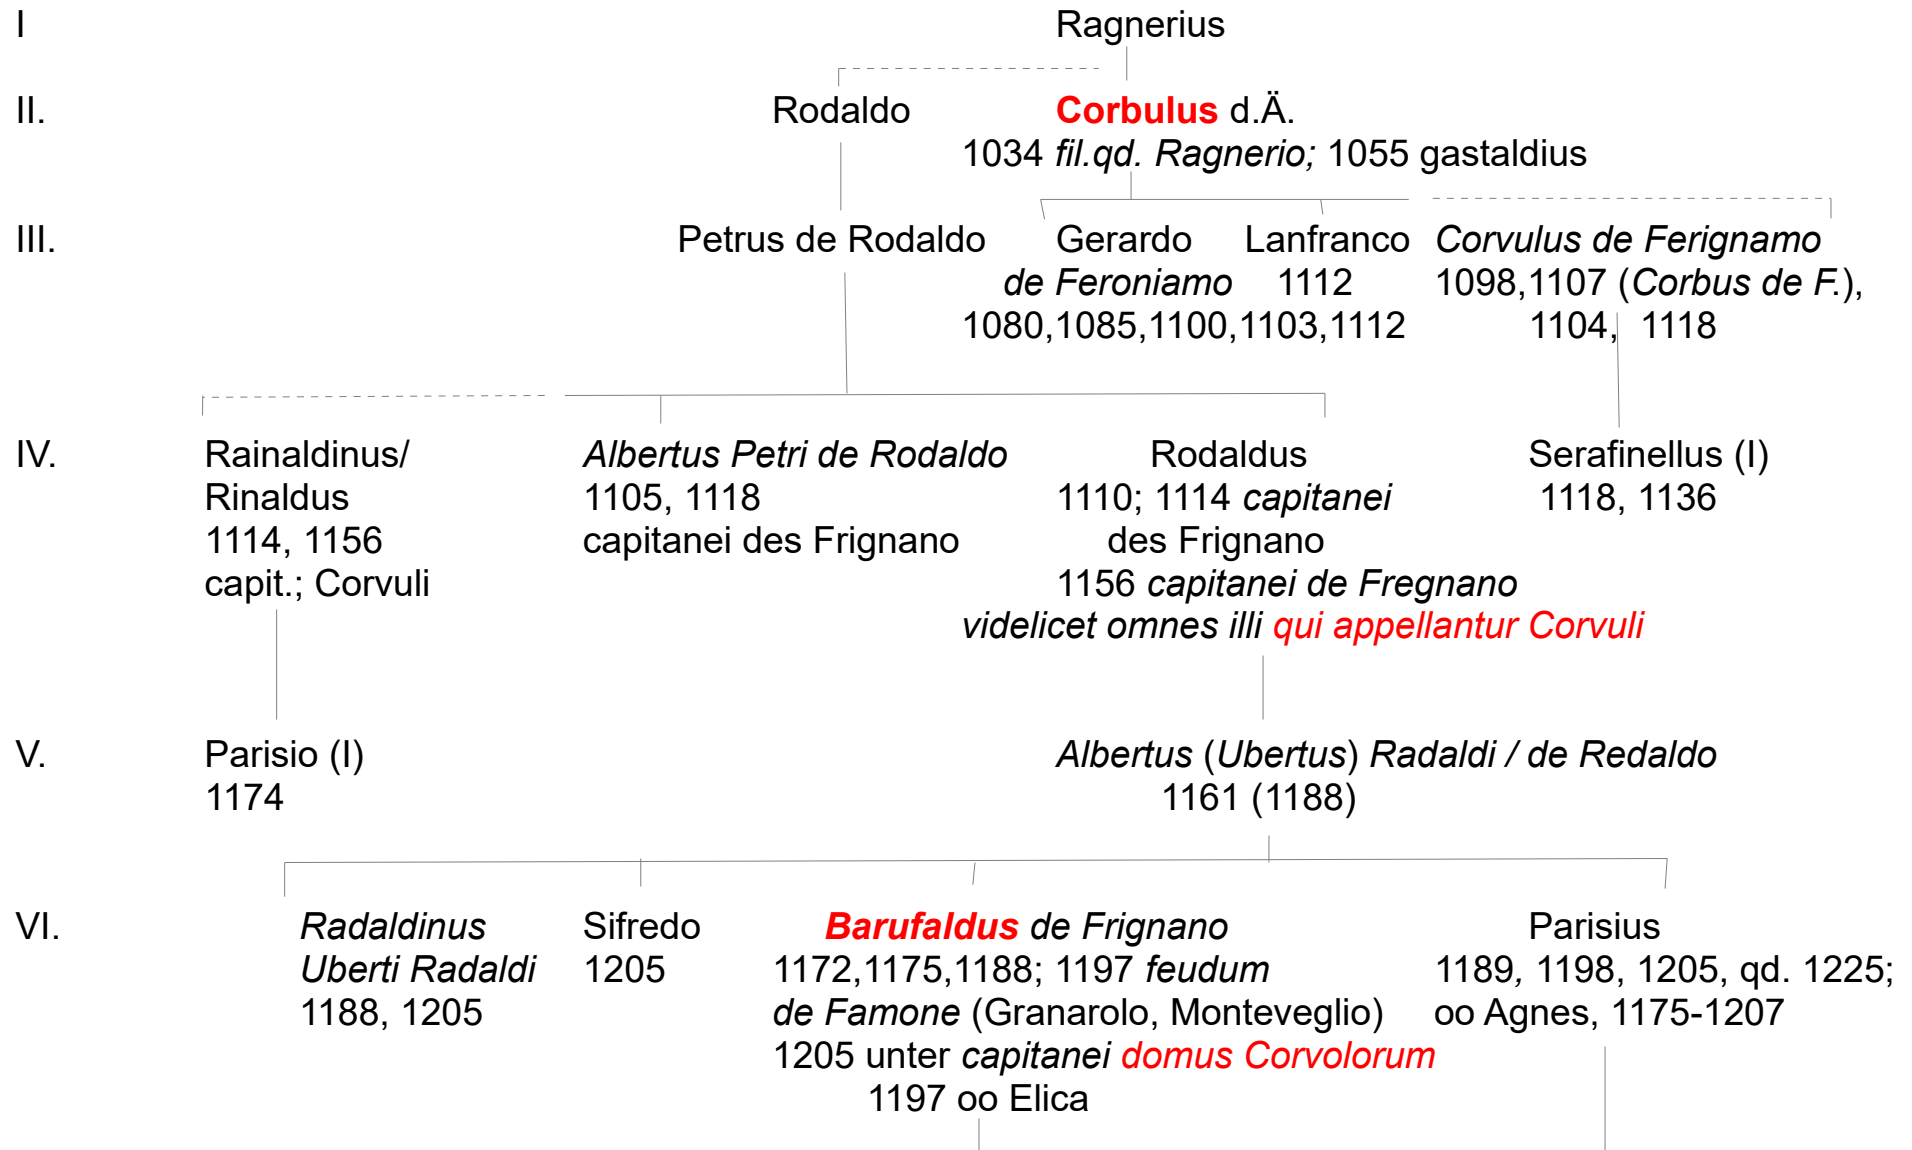 I Ragnerius
II. Rodaldo Corbulus d.Ä.
1034 fil.qd. Ragnerio; 1055 gastaldius
III. Petrus de Rodaldo Gerardo Lanfranco Corvulus de Ferignamo
de Feroniamo 1112 1098,1107 (Corbus de F.),
1080,1085,1100,1103,1112 1104, 1118
IV. Rainaldinus/ Albertus Petri de Rodaldo Rodaldus Serafinellus (I)
Rinaldus 1105, 1118 1110; 1114 capitanei 1118, 1136
1114, 1156 capitanei des Frignano des Frignano
capit.; Corvuli 1156 capitanei de Fregnano
videlicet omnes illi qui appellantur Corvuli
V. Parisio (I) Albertus (Ubertus) Radaldi / de Redaldo
1174 1161 (1188)
VI. Radaldinus Sifredo Barufaldus de Frignano Parisius
Uberti Radaldi 1205 1172,1175,1188; 1197 feudum 1189, 1198, 1205, qd. 1225;
1188, 1205 de Famone (Granarolo, Monteveglio) oo Agnes, 1175-1207
1205 unter capitanei domus Corvolorum
1197 oo Elica